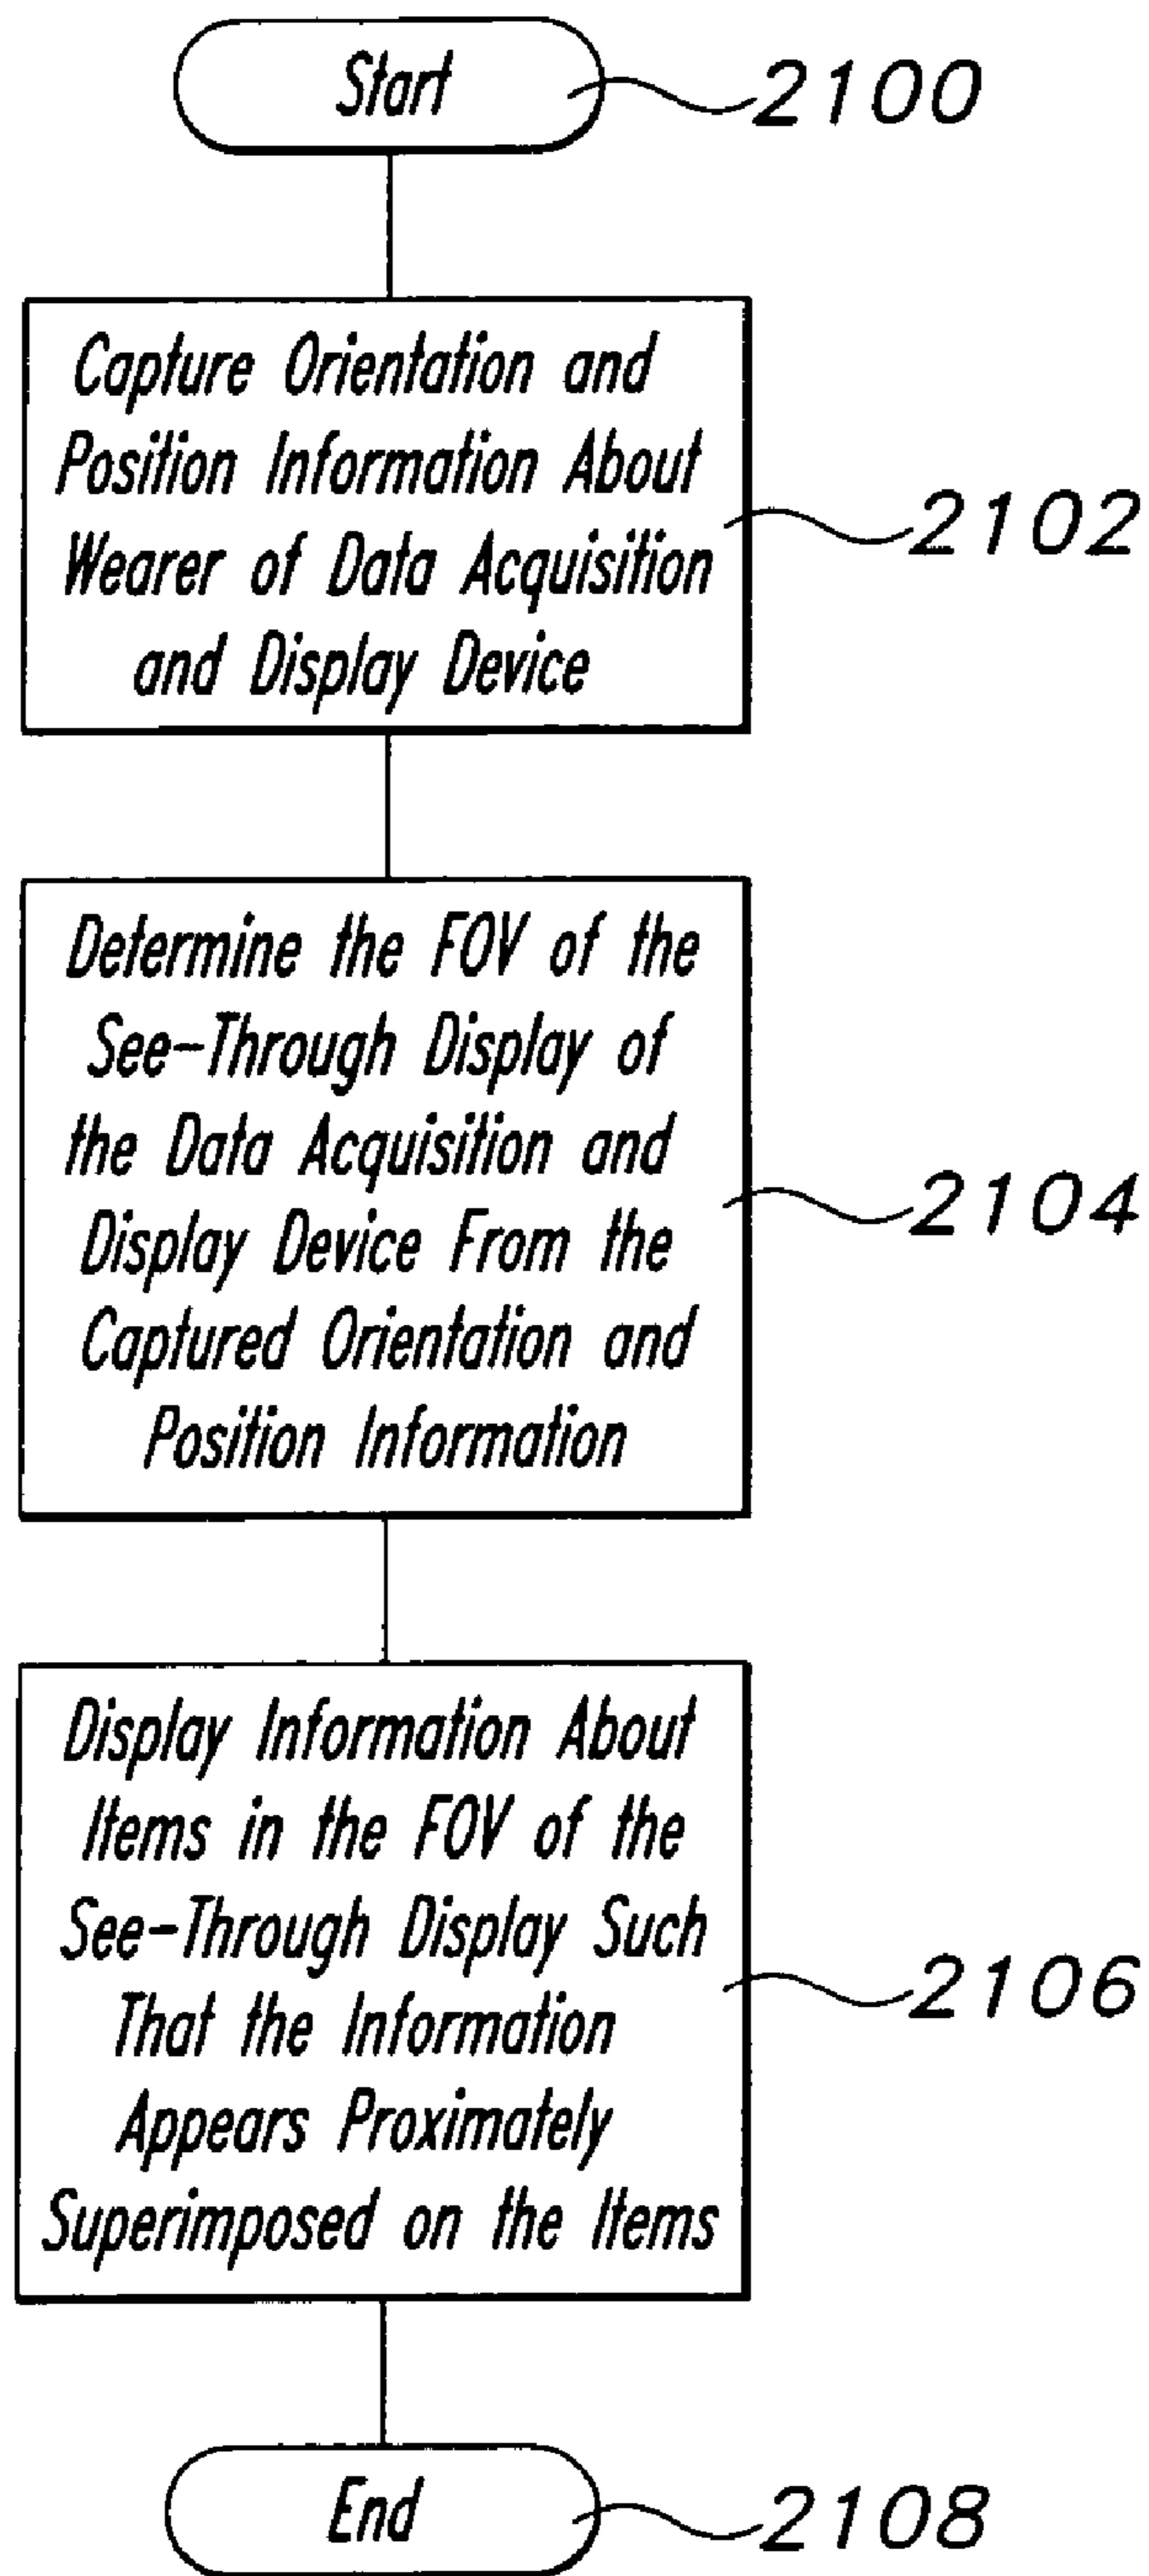 Start
2100
Capture Orientation and
Position Information About
Wearer of Data Acquisition
and Display Device
2102
Determine the FOV of the
See-Through Display of
the Data Acquisition and
Display Device From the
Captured Orientation and
Position Information
2104
Display Information About
Items in the FOV of the
See-Through Display Such
That the Information
Appears Proximately
Superimposed on the Items
2106
End
2108